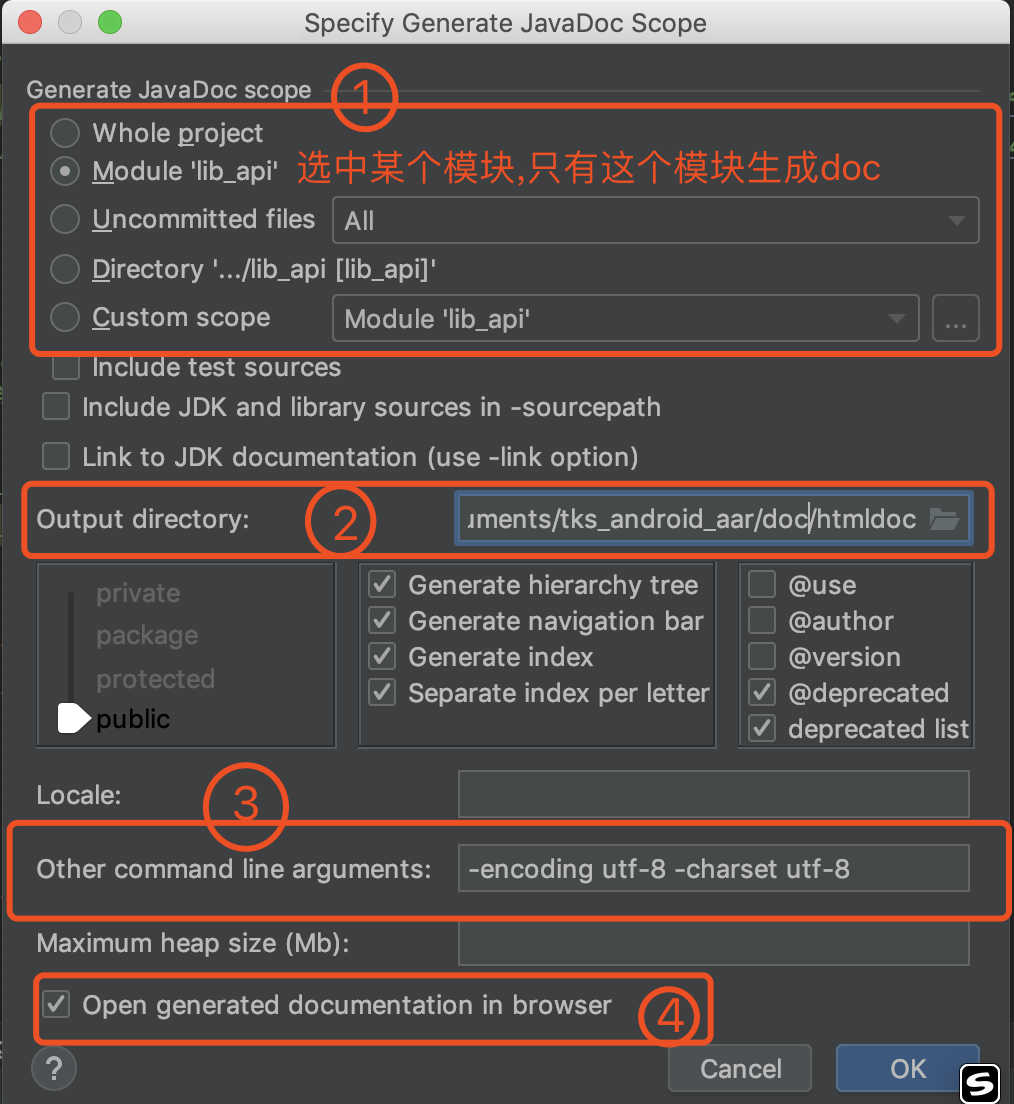 Specify Generate JavaDoc Scope
Generate JavaDoc scope ①
Whole project
Module 'lib_api' 选中某个模块,只有这个模块生成doc
Uncommitted files All
Directory '.../lib_api [lib_api]'
Custom scope Module 'lib_api' ...
Include test sources
Include JDK and library sources in -sourcepath
Link to JDK documentation (use -link option)
Output directory: ② uments/tks_android_aar/doc/htmldoc
private
package
protected
public
Generate hierarchy tree
Generate navigation bar
Generate index
Separate index per letter
@use
@author
@version
@deprecated
deprecated list
Locale: ③
Other command line arguments: -encoding utf-8 -charset utf-8
Maximum heap size (Mb):
Open generated documentation in browser ④
? Cancel OK
S